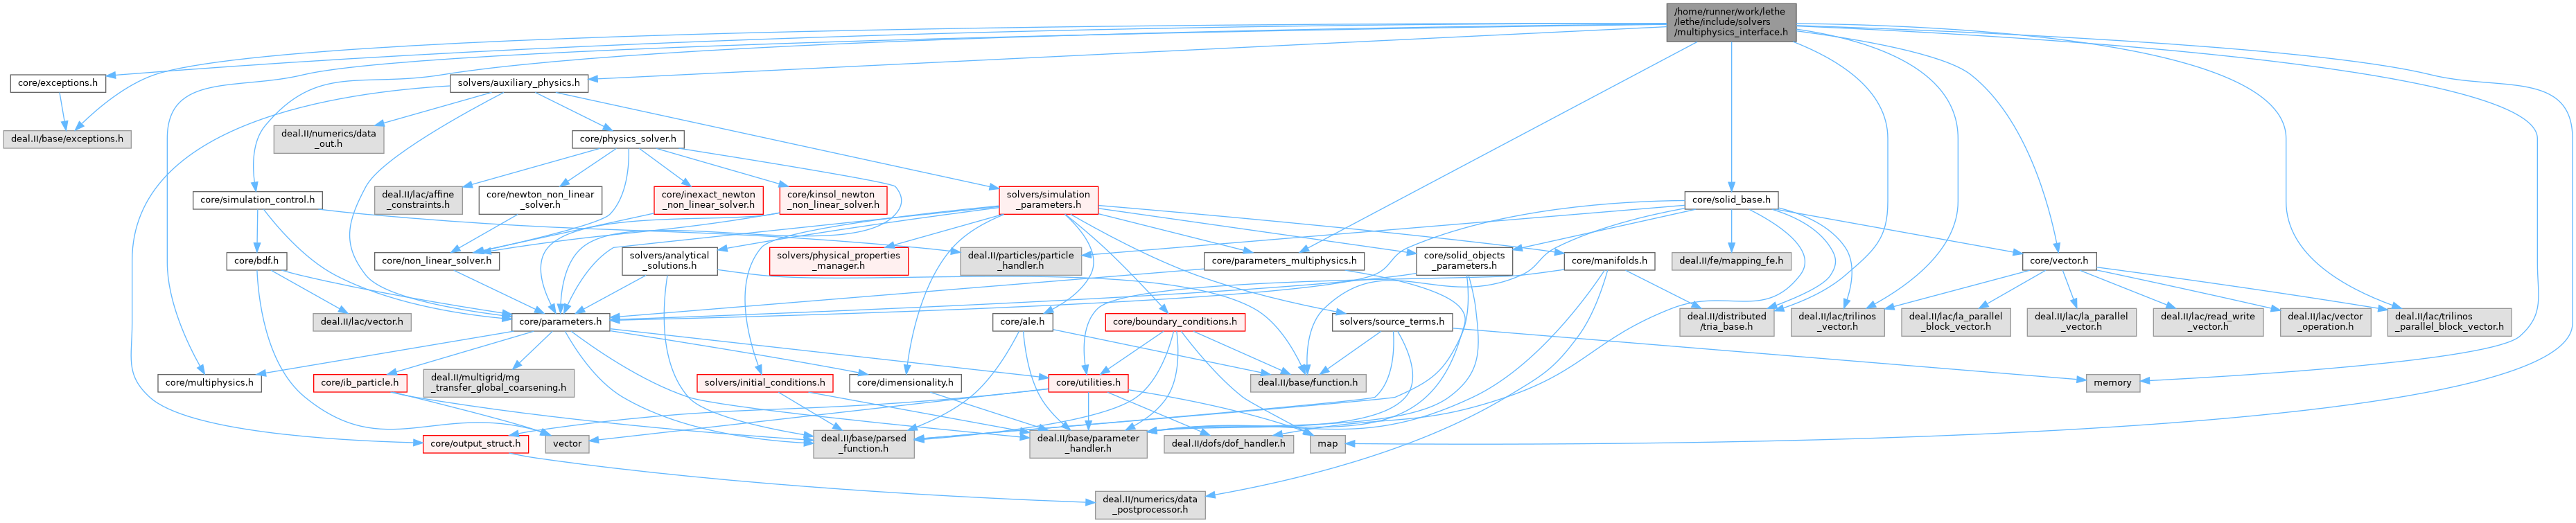 /home/runner/work/lethe
/lethe/include/solvers
/multiphysics_interface.h
core/exceptions.h
solvers/auxiliary_physics.h
deal.II/base/exceptions.h
deal.II/numerics/data
_out.h
core/physics_solver.h
core/simulation_control.h
deal.II/lac/affine
_constraints.h
core/newton_non_linear
_solver.h
core/inexact_newton
_non_linear_solver.h
core/kinsol_newton
_non_linear_solver.h
solvers/simulation
_parameters.h
core/solid_base.h
core/bdf.h
core/non_linear_solver.h
solvers/analytical
_solutions.h
solvers/physical_properties
_manager.h
deal.II/particles/particle
_handler.h
core/parameters_multiphysics.h
core/solid_objects
_parameters.h
core/manifolds.h
deal.II/fe/mapping_fe.h
core/vector.h
deal.II/lac/vector.h
core/parameters.h
core/ale.h
core/boundary_conditions.h
solvers/source_terms.h
deal.II/distributed
/tria_base.h
deal.II/lac/trilinos
_vector.h
deal.II/lac/la_parallel
_block_vector.h
deal.II/lac/la_parallel
_vector.h
deal.II/lac/read_write
_vector.h
deal.II/lac/vector
_operation.h
deal.II/lac/trilinos
_parallel_block_vector.h
core/multiphysics.h
core/ib_particle.h
deal.II/multigrid/mg
_transfer_global_coarsening.h
solvers/initial_conditions.h
core/dimensionality.h
core/utilities.h
deal.II/base/function.h
memory
core/output_struct.h
vector
deal.II/base/parsed
_function.h
deal.II/base/parameter
_handler.h
deal.II/dofs/dof_handler.h
map
deal.II/numerics/data
_postprocessor.h